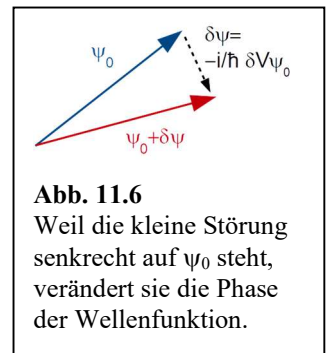 ψ₀
δψ=
−i/ħ δVψ₀
ψ₀+δψ
Abb. 11.6
Weil die kleine Störung
senkrecht auf ψ₀ steht,
verändert sie die Phase
der Wellenfunktion.